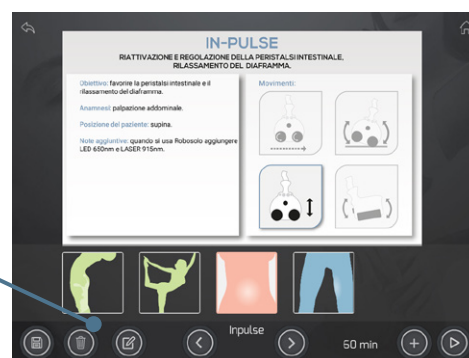 IN-PULSE
RIATTIVAZIONE E REGOLAZIONE DELLA PERISTALSI INTESTINALE,
RILASSAMENTO DEL DIAFRAMMA.
Obiettivo: favorire la peristalsi intestinale e il
rilassamento del diaframma.
Anamnesi: palpazione addominale.
Posizione del paziente: supina.
Note aggiuntive: quando si usa Robosolo aggiungere
LED 650nm e LASER 915nm.
Movimenti:
Inpulse
50 min